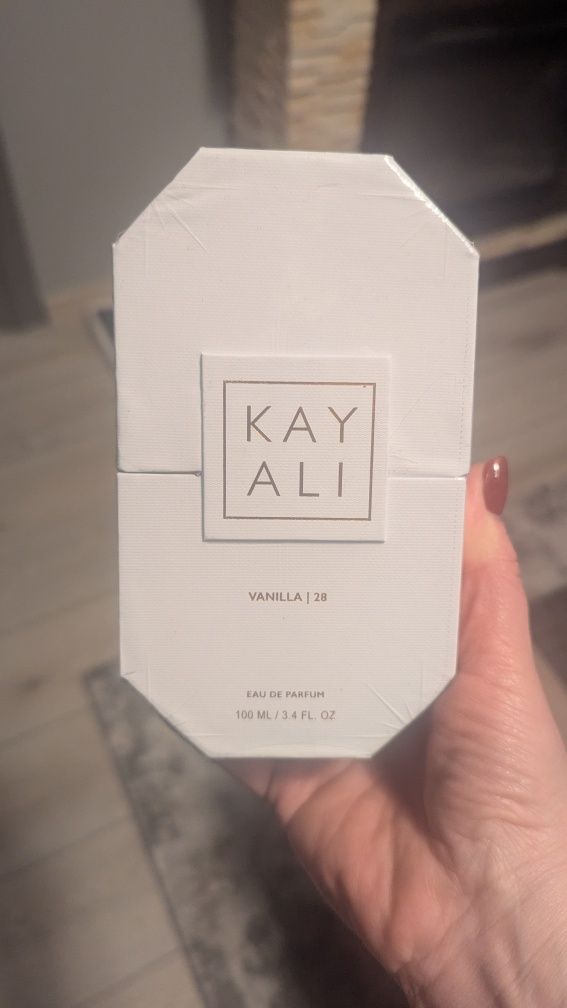 KAY
ALI
VANILLA | 28
EAU DE PARFUM
100 ML / 3.4 FL. OZ